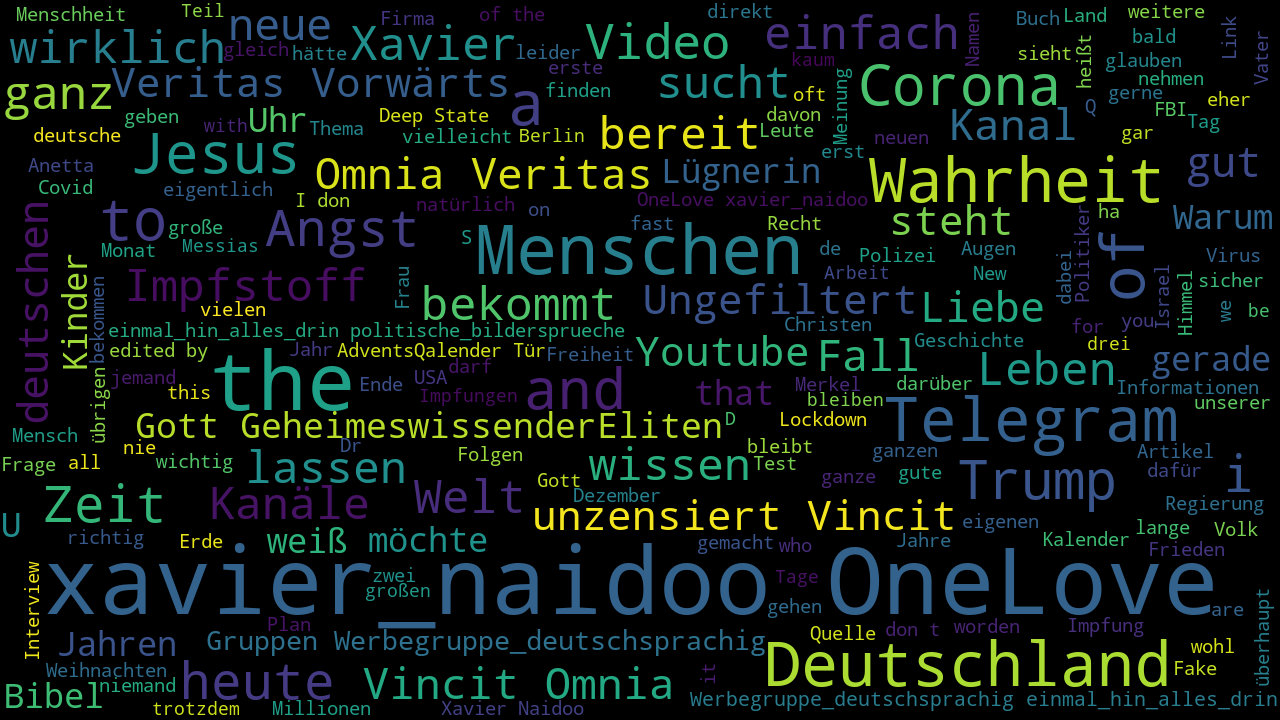 Menschheit
Teil
neue
Firma
of the
direkt
Buch
Land
weitere
wirklich
gleich
hätte
Xavier
leider
Video
einfach
Namen
sieht
heißt
bald
Link
Vater
kaum
erste
glauben
nehmen
ganz
Veritas Vorwärts
finden
sucht
oft
Meinung
Corona
gerne
Q
FBI
eher
Tag
geben
with
Uhr
Thema
Deep State
a
davon
deutsche
vielleicht
Berlin
bereit
Leute
neuen
Kanal
gar
Anetta
Jesus
erst
Covid
eigentlich
Omnia Veritas
Lügnerin
Wahrheit
gut
I don
natürlich
on
OneLove xavier_naidoo
deutschen
to
große
Angst
fast
Recht
steht
ha
Warum
Monat
Messias
S
Menschen
de
Polizei
Augen
dabei
Politiker
of
Virus
Kinder
bekommen
Impfstoff
Frau
Arbeit
New
Israel
Himmel
sicher
vielen
bekommt
Ungefiltert
Liebe
we
be
einmal_hin_alles_drin politische_bildersprueche
Christen
for
you
edited by
Jahr
AdventsQalender Tür
Freiheit
Youtube
Fall
Geschichte
drei
gerade
übrigen
jemand
the
darf
Ende
USA
this
Impfungen
and
that
Merkel
darüber
bleiben
Leben
Informationen
unserer
Gott GeheimeswissenderEliten
D
Lockdown
Telegram
Mensch
nie
Dr
bleibt
Frage
all
wichtig
lassen
Folgen
wissen
Test
ganzen
Artikel
ganze
gute
dafür
Gott
Dezember
Trump
i
Zeit
Kanäle
Welt
unzensiert Vincit
Regierung
U
eigenen
lange
Volk
richtig
Erde
weiß
möchte
gemacht
who
Jahre
Kalender
Frieden
Interview
xavier_naidoo OneLove
zwei
großen
Tage
gehen
are
überhaupt
Plan
Jahren
Gruppen Werbegruppe_deutschsprachig
Quelle
don t
worden
Impfung
wohl
Weihnachten
heute
Vincit Omnia
it
Deutschland
Fake
Bibel
niemand
trotzdem
Millionen
Xavier Naidoo
Werbegruppe_deutschsprachig einmal_hin_alles_drin